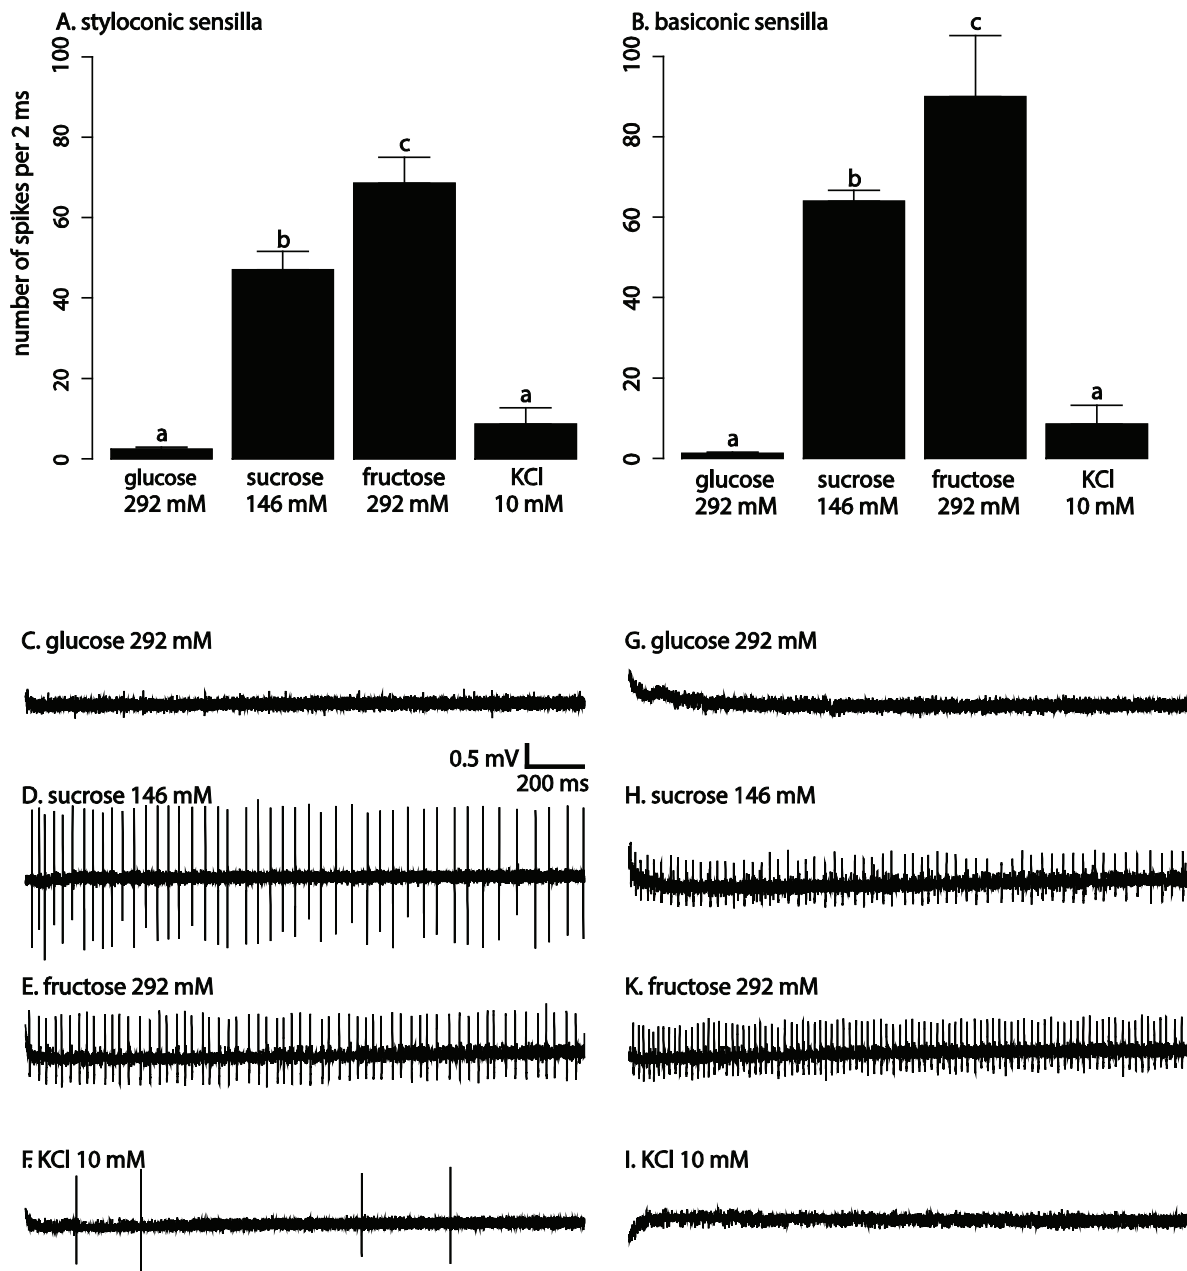 A. styloconic sensilla
number of spikes per 2 ms
100
80
60
40
20
0
a
b
c
a
glucose
292 mM
sucrose
146 mM
fructose
292 mM
KCl
10 mM
B. basiconic sensilla
100
80
60
40
20
0
a
b
c
a
glucose
292 mM
sucrose
146 mM
fructose
292 mM
KCl
10 mM
C. glucose 292 mM
0.5 mV
200 ms
D. sucrose 146 mM
E. fructose 292 mM
F. KCl 10 mM
G. glucose 292 mM
H. sucrose 146 mM
K. fructose 292 mM
I. KCl 10 mM